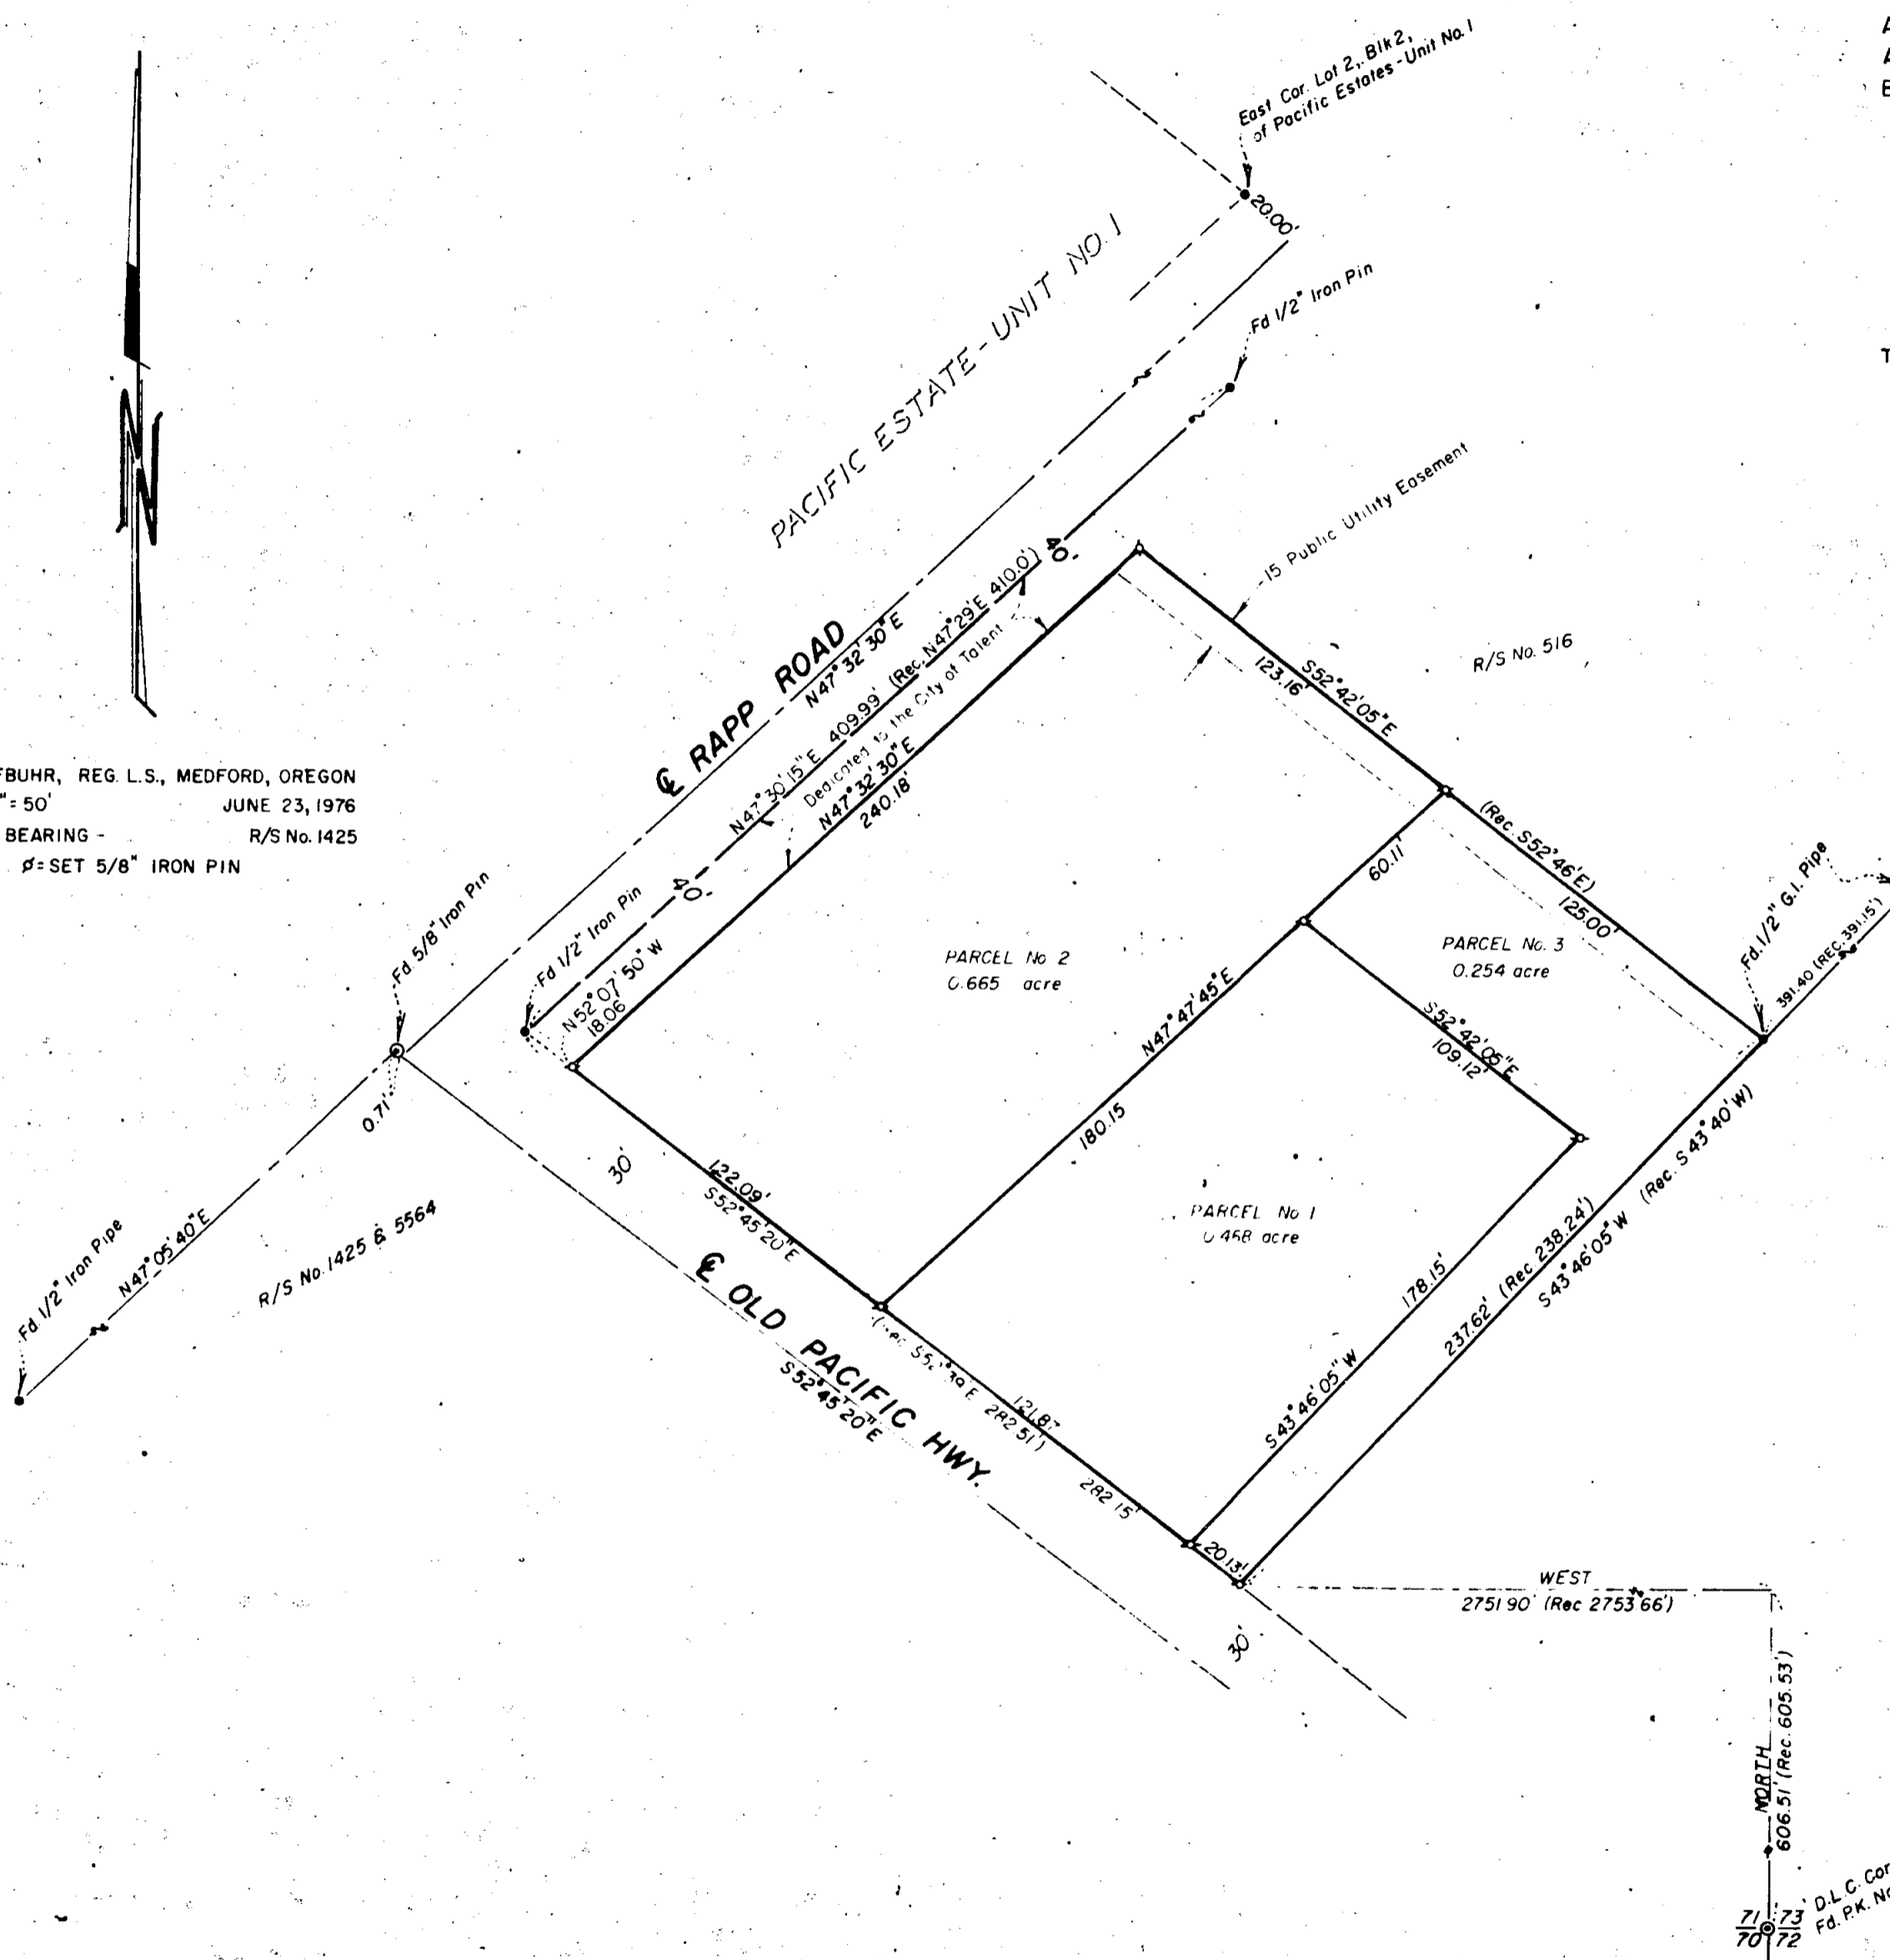 East Cor. Lot 2, Blk 2,
of Pacific Estates - Unit No. 1
20.00'
Fd 1/2" Iron Pin
PACIFIC ESTATE - UNIT NO. 1
15 Public Utility Easement
N
R/S No. 516
40'
℄ RAPP ROAD
N47°32'30"E
N47°30'15"E 409.99' (Rec. N47°29'E 410.0')
Dedicated to the City of Talent
N47°32'30"E
240.18'
S52°42'05"E
123.16'
REG. L.S., MEDFORD, OREGON
"=50' JUNE 23, 1976
BEARING - R/S No. 1425
Ø=SET 5/8" IRON PIN
(Rec. S52°46'E)
125.00'
60.11'
Fd. 1/2" G.I. Pipe
391.40 (REC. 391.15')
Fd. 5/8" Iron Pin
Fd 1/2" Iron Pin
40'
N52°07'50"W
18.06
PARCEL No 2
0.665 acre
PARCEL No. 3
0.254 acre
N47°47'45"E
180.15
S52°42'05"E
109.12'
0.71'
30'
122.09'
S52°45'20"E
PARCEL No 1
0.458 acre
(Rec. S43°40'W)
S43°46'05"W
237.62' (Rec. 238.24')
178.15'
S43°46'05"W
Fd. 1/2" Iron Pipe
N47°05'40"E
R/S No. 1425 & 5564
℄ OLD PACIFIC HWY.
S52°45'20"E
(Rec. S52°39'E 282.51')
121.87
282.15'
20.13'
30'
WEST
2751.90' (Rec 2753.66')
NORTH
606.51' (Rec. 605.53')
D.L.C. Cor
Fd. P.K.
71 73
70 72